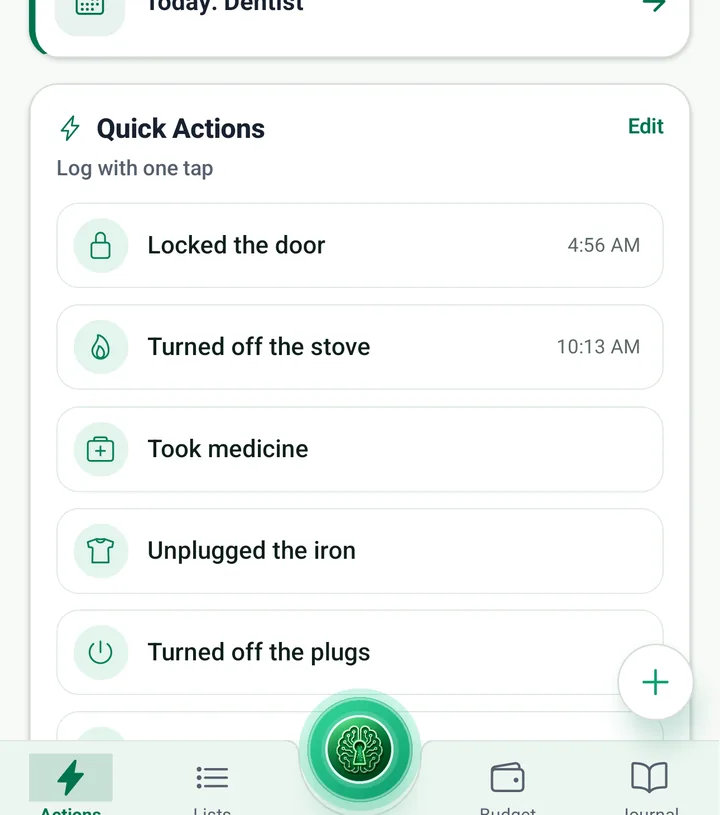 Today: Dentist
Quick Actions
Edit
Log with one tap
Locked the door
4:56 AM
Turned off the stove
10:13 AM
Took medicine
Unplugged the iron
Turned off the plugs
Actions
Lists
Budget
Journal